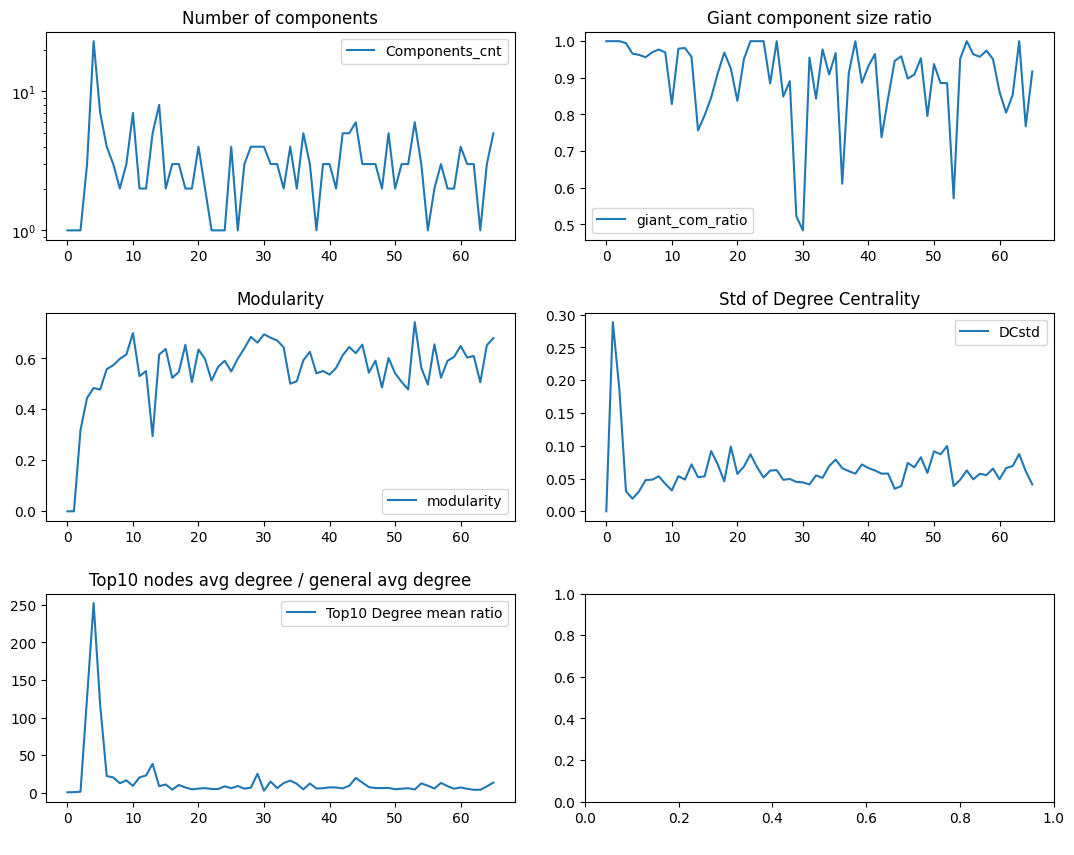 Number of components
Components_cnt
10^1
10^0
0 10 20 30 40 50 60
Giant component size ratio
1.0
0.9
0.8
0.7
0.6
0.5
giant_com_ratio
0 10 20 30 40 50 60
Modularity
0.6
0.4
0.2
0.0
modularity
0 10 20 30 40 50 60
Std of Degree Centrality
0.30
DCstd
0.25
0.20
0.15
0.10
0.05
0.00
0 10 20 30 40 50 60
Top10 nodes avg degree / general avg degree
250
Top10 Degree mean ratio
200
150
100
50
0
0 10 20 30 40 50 60
1.0
0.8
0.6
0.4
0.2
0.0
0.0 0.2 0.4 0.6 0.8 1.0